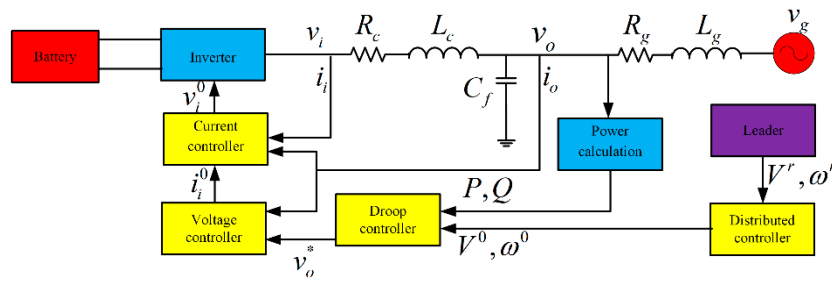 v_g
v_i
R_c
L_c
v_o
R_g
L_g
Battery
Inverter
i_i
i_o
C_f
v_i^0
Current
controller
Power
calculation
Leader
i_i^0
V^r, ω^r
P, Q
Voltage
controller
Droop
controller
Distributed
controller
v_o^*
V^0, ω^0